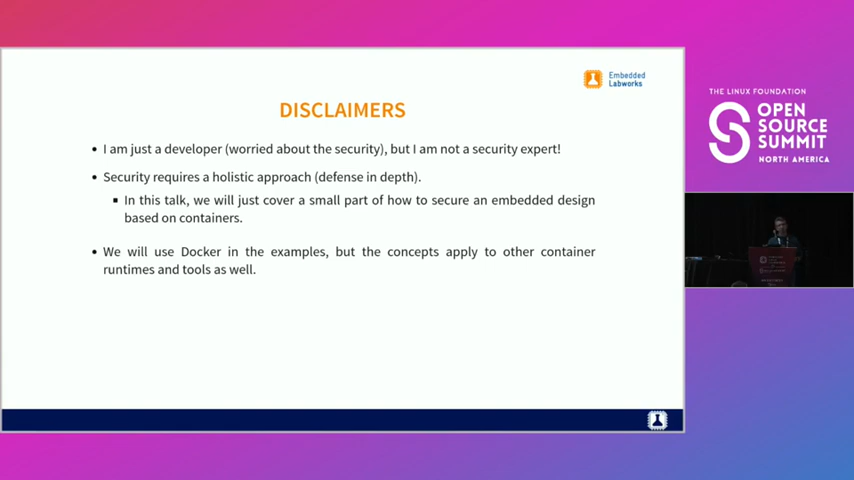 Embedded
Labworks
DISCLAIMERS
• I am just a developer (worried about the security), but I am not a security expert!
• Security requires a holistic approach (defense in depth).
▪ In this talk, we will just cover a small part of how to secure an embedded design
based on containers.
• We will use Docker in the examples, but the concepts apply to other container
runtimes and tools as well.
THE LINUX FOUNDATION
OPEN
SOURCE
SUMMIT
NORTH AMERICA